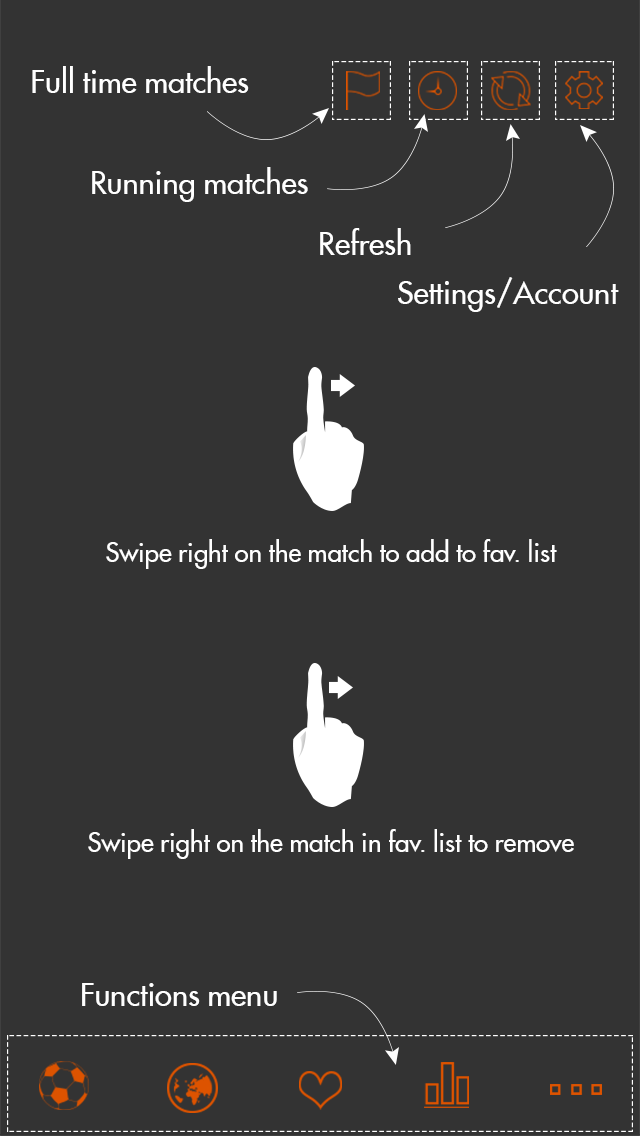 Full time matches
Running matches
Refresh
Settings/Account
Swipe right on the match to add to fav. list
Swipe right on the match in fav. list to remove
Functions menu